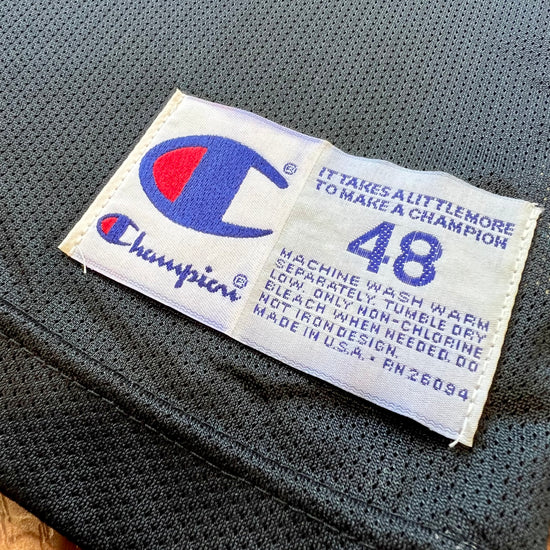 ®
Champion®
IT TAKES A LITTLE MORE
TO MAKE A CHAMPION
48
MACHINE WASH WARM
SEPARATELY. TUMBLE DRY
LOW. ONLY NON-CHLORINE
BLEACH WHEN NEEDED. DO
NOT IRON DESIGN.
MADE IN U.S.A. • RN 26094